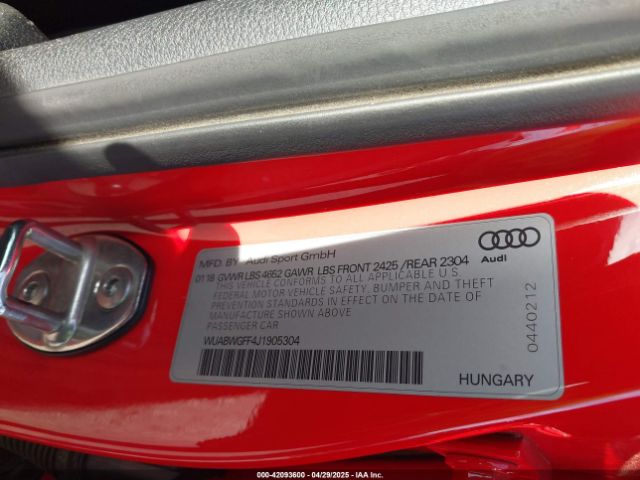 MFD. BY: Audi Sport GmbH
01 18 GVWR LBS 4652 GAWR LBS FRONT 2425 /REAR 2304
THIS VEHICLE CONFORMS TO ALL APPLICABLE U.S.
FEDERAL MOTOR VEHICLE SAFETY, BUMPER AND THEFT
PREVENTION STANDARDS IN EFFECT ON THE DATE OF
MANUFACTURE SHOWN ABOVE
PASSENGER CAR
WUABWGFF4J1905304
Audi
0440212
HUNGARY
000-42093600 - 04/29/2025 - IAA Inc.